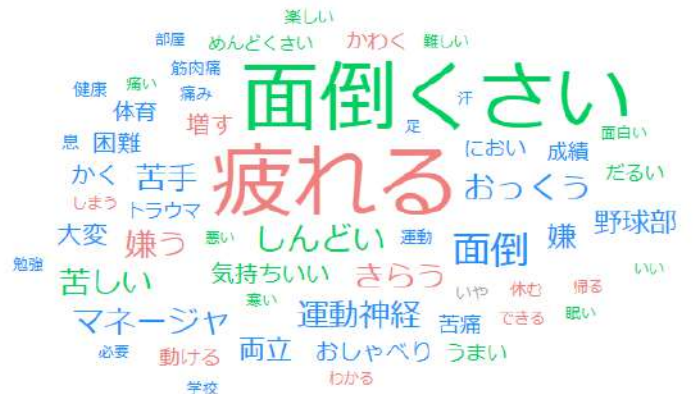 楽しい
部屋 めんどくさい かわく 難しい
筋肉痛 面倒くさい
健康 痛い 痛み 汗
体育 増す 足 面白い
息 困難 疲れる におい 成績
かく 苦手 おっくう だるい
しまう トラウマ 野球部
大変 嫌う 悪い しんどい 運動 面倒 嫌
勉強 苦しい 気持ちいい きらう いい
寒い いや 休む 帰る
マネージャ 運動神経 苦痛 できる 眠い
必要 動ける 両立 おしゃべり うまい
学校 わかる